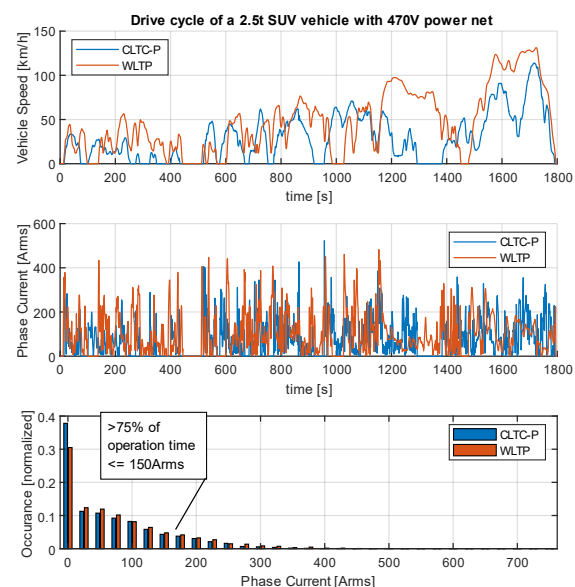 Drive cycle of a 2.5t SUV vehicle with 470V power net
Vehicle Speed [km/h]
150
100
50
0
CLTC-P
WLTP
0 200 400 600 800 1000 1200 1400 1600 1800
time [s]
Phase Current [Arms]
600
400
200
0
CLTC-P
WLTP
0 200 400 600 800 1000 1200 1400 1600 1800
time [s]
Occurance [normalized]
0.4
0.3
0.2
0.1
0
>75% of
operation time
<= 150Arms
CLTC-P
WLTP
0 100 200 300 400 500 600 700
Phase Current [Arms]